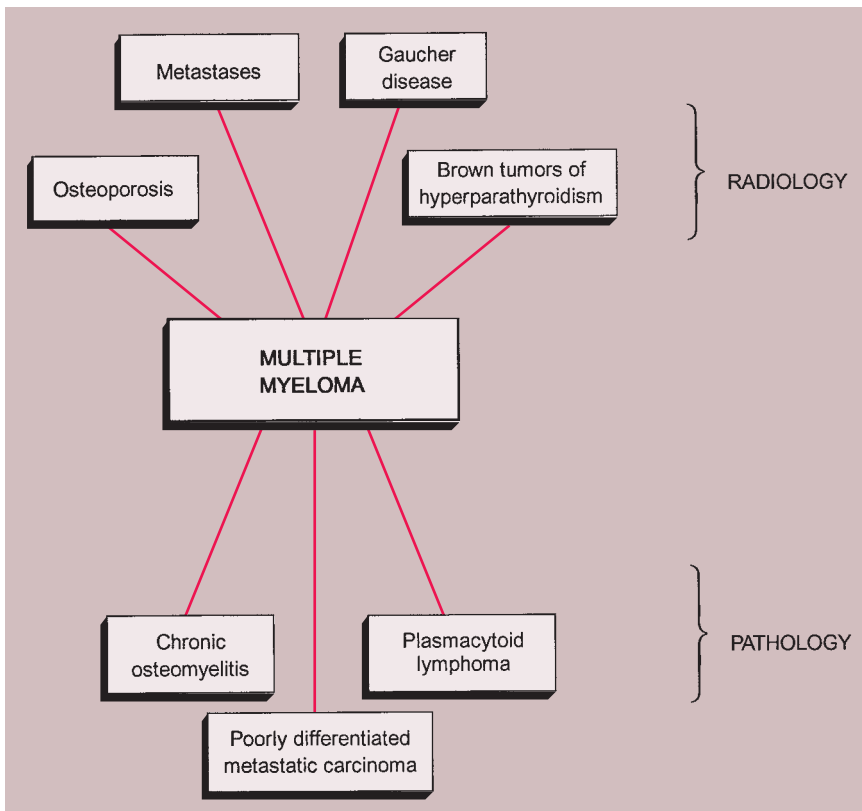 Metastases
Gaucher
disease
Osteoporosis
Brown tumors of
hyperparathyroidism
RADIOLOGY
MULTIPLE
MYELOMA
Chronic
osteomyelitis
Plasmacytoid
lymphoma
PATHOLOGY
Poorly differentiated
metastatic carcinoma